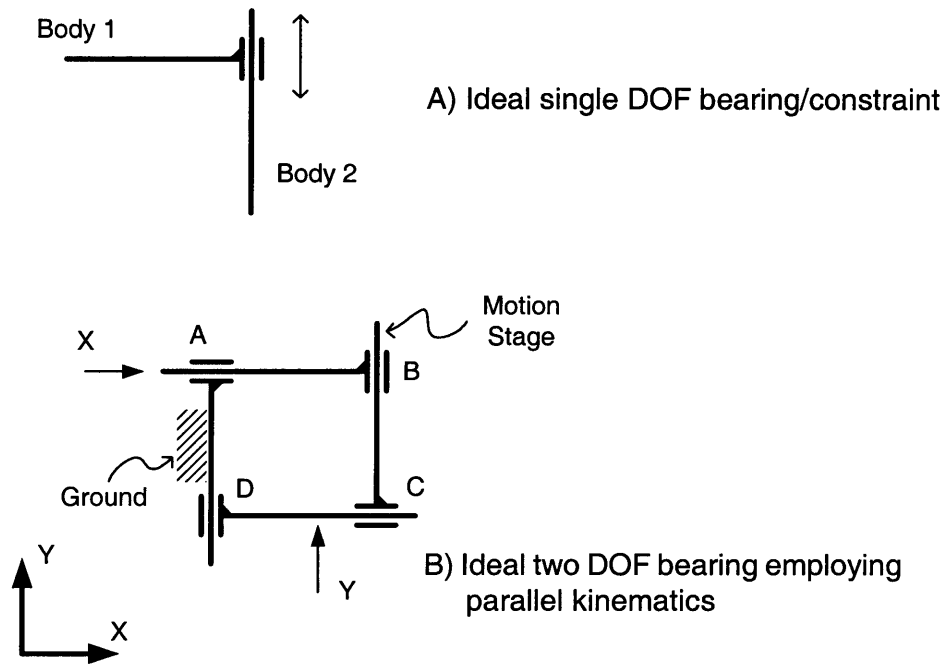 Body 1
A) Ideal single DOF bearing/constraint
Body 2
Motion
Stage
X
A
B
Ground
D
C
Y
Y
B) Ideal two DOF bearing employing
parallel kinematics
X